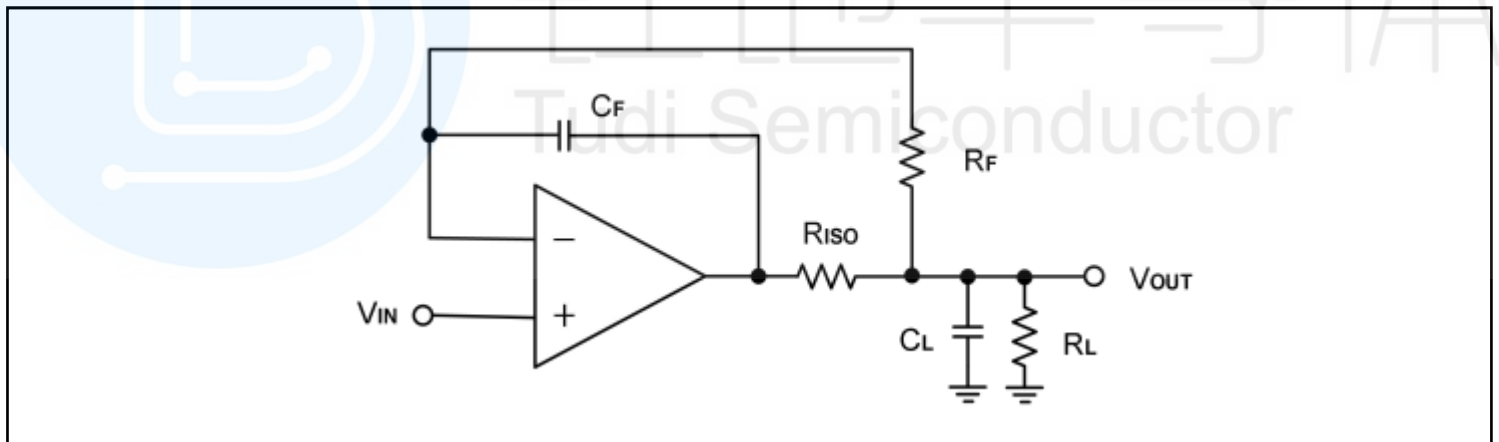 Tudi Semiconductor
CF
RF
RISO
−
VIN
+
VOUT
CL
RL